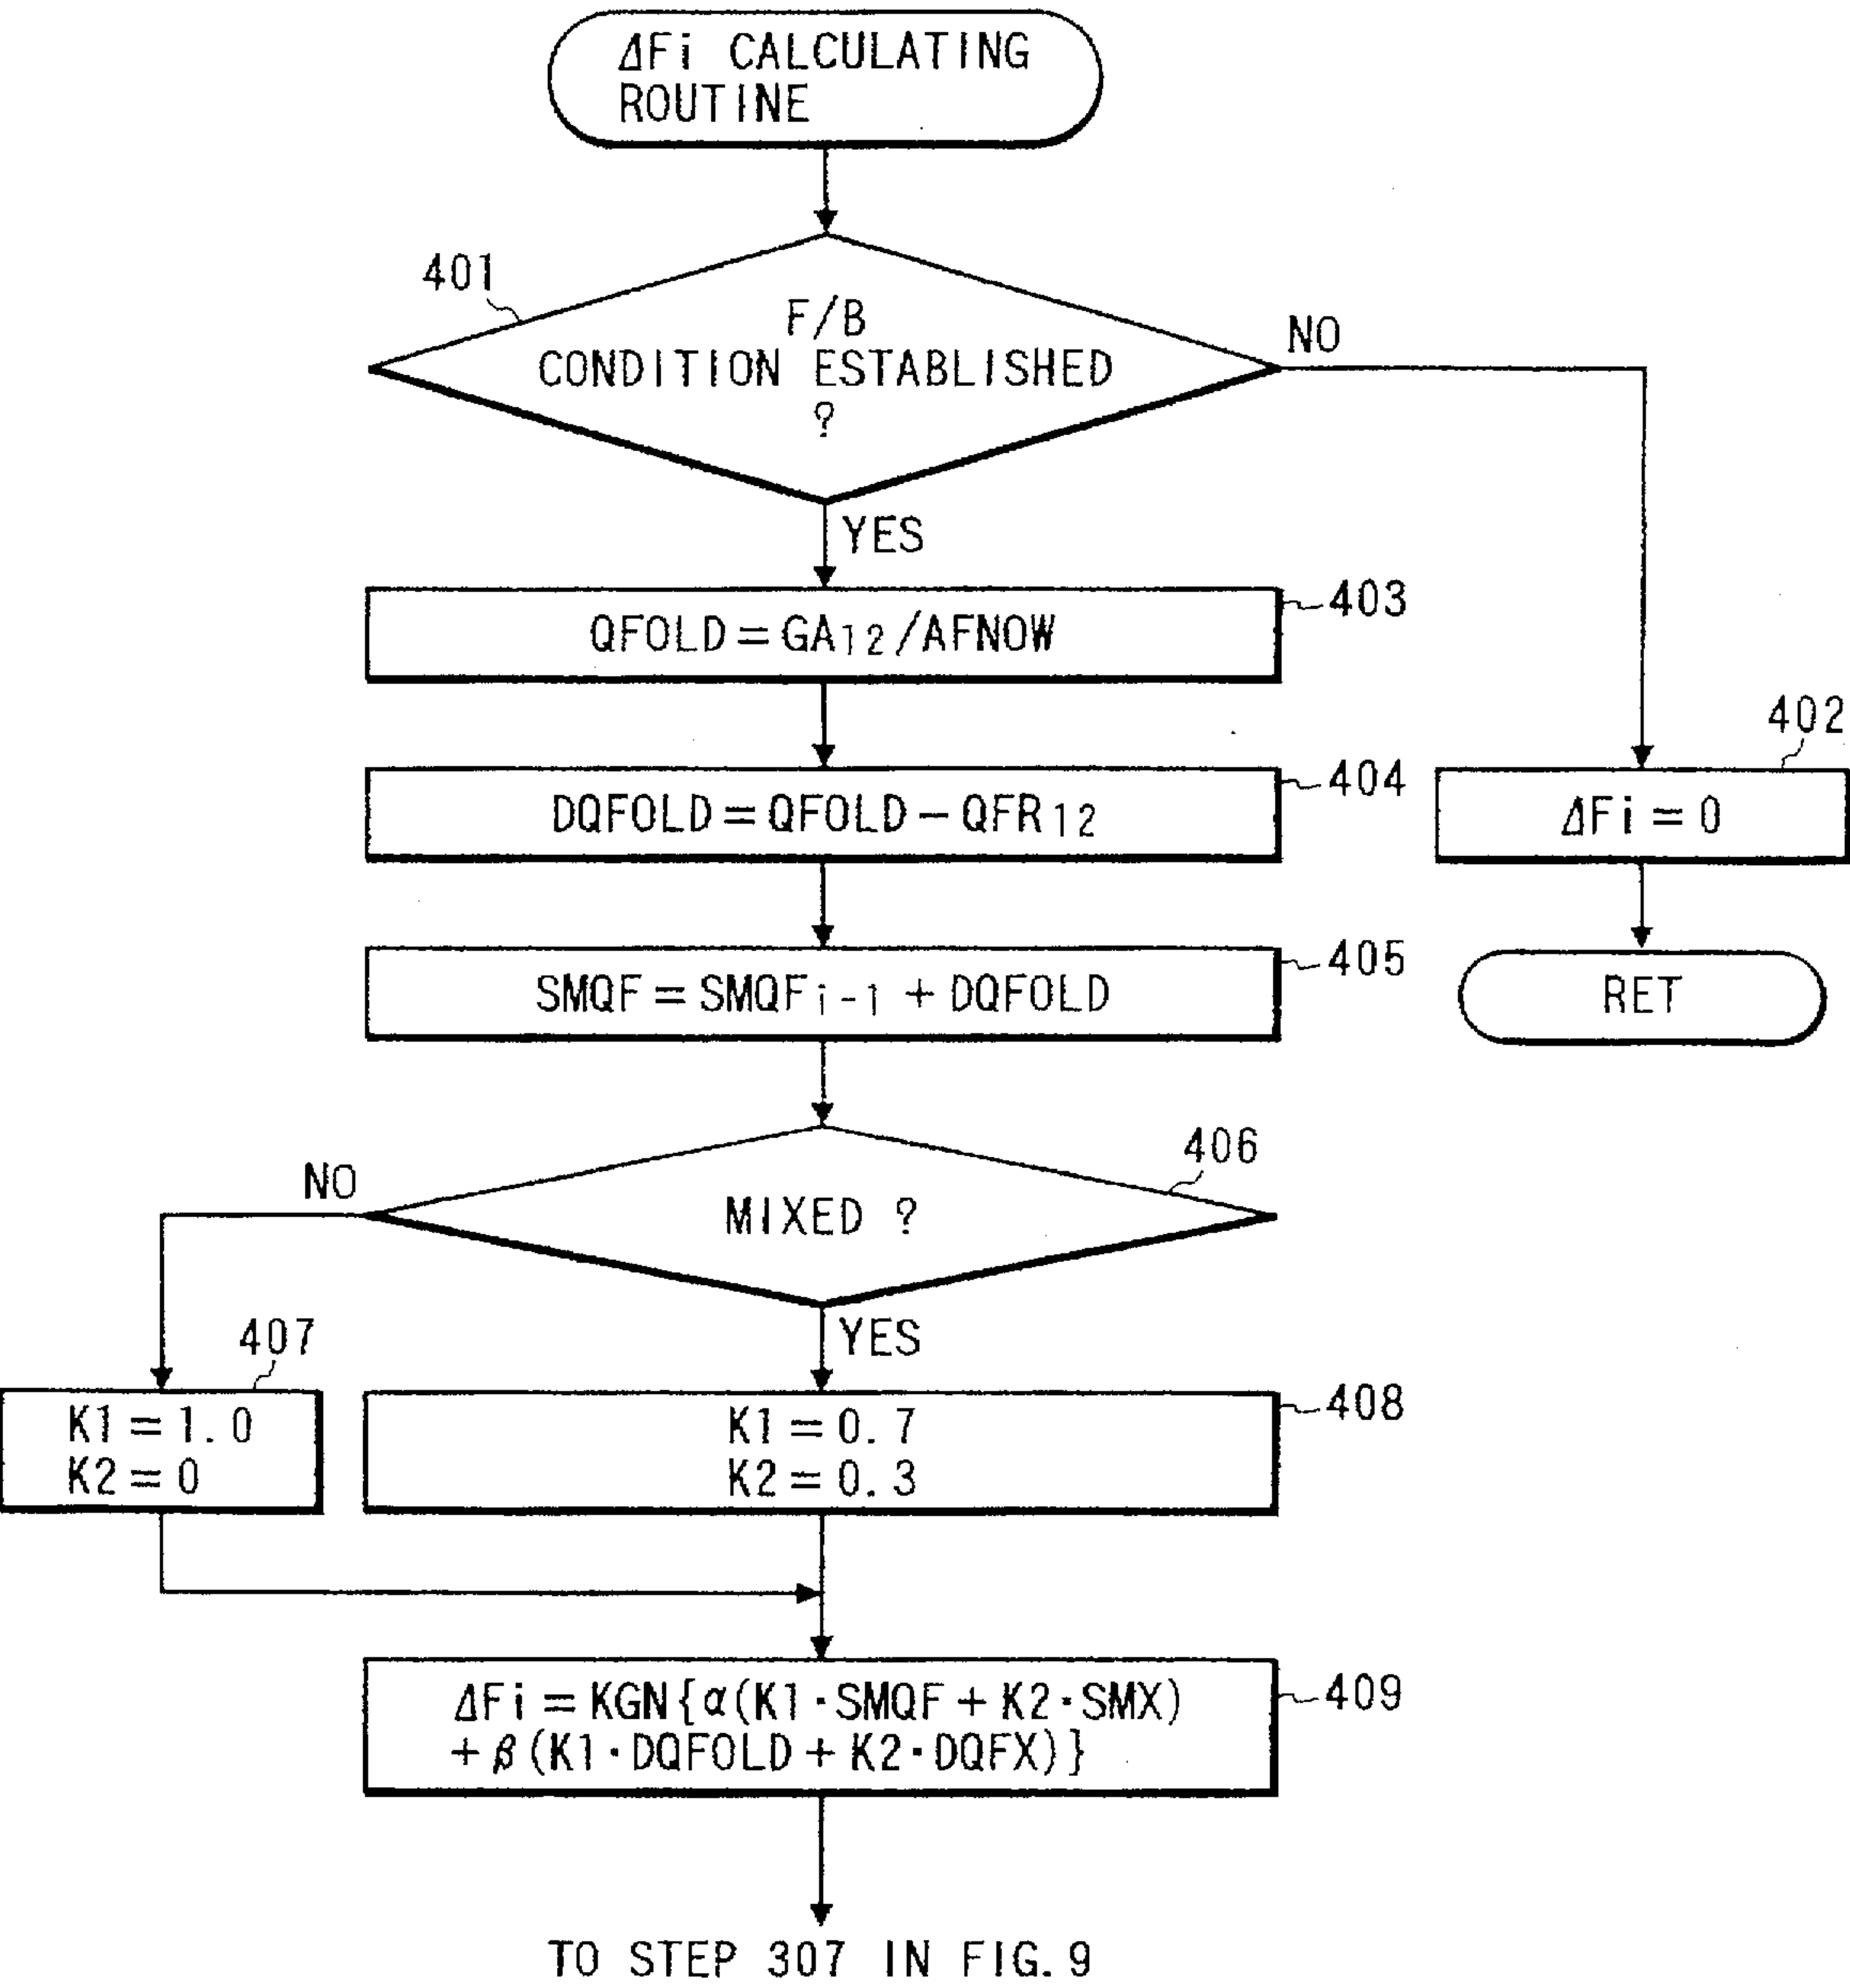 ΔFi CALCULATING
ROUTINE
401
F/B
CONDITION ESTABLISHED
?
NO
YES
403
QFOLD = GA12/AFNOW
402
404
DQFOLD = QFOLD − QFR12
ΔFi = 0
405
SMQF = SMQFi-1 + DQFOLD
RET
406
NO
MIXED ?
407
YES
408
K1 = 1.0
K2 = 0
K1 = 0.7
K2 = 0.3
409
ΔFi = KGN{α(K1·SMQF + K2·SMX)
+ β(K1·DQFOLD + K2·DQFX)}
TO STEP 307 IN FIG. 9